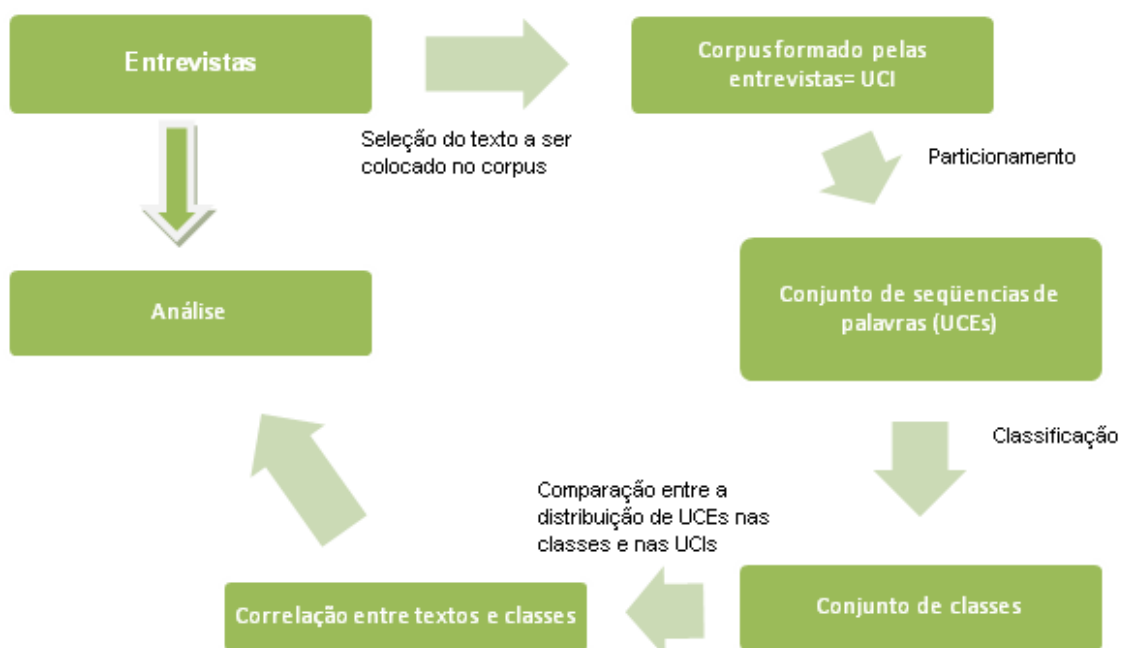 Entrevistas
Corpusformado pelas
entrevistas= UCI
Seleção do texto a ser
colocado no corpus
Particionamento
Conjunto de seqüencias de
palavras (UCEs)
Análise
Classificação
Comparação entre a
distribuição de UCEs nas
classes e nas UCIs
Conjunto de classes
Correlação entre textos e classes